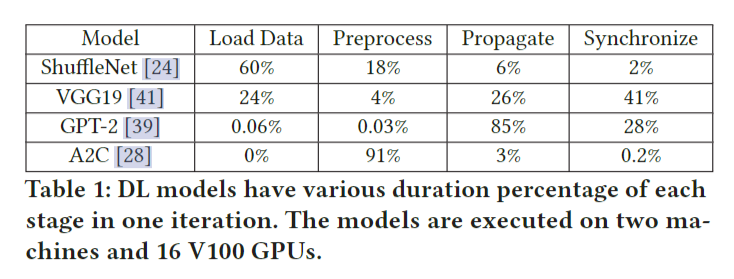 Model Load Data Preprocess Propagate Synchronize
ShuffleNet [24] 60% 18% 6% 2%
VGG19 [41] 24% 4% 26% 41%
GPT-2 [39] 0.06% 0.03% 85% 28%
A2C [28] 0% 91% 3% 0.2%
Table 1: DL models have various duration percentage of each
stage in one iteration. The models are executed on two ma-
chines and 16 V100 GPUs.